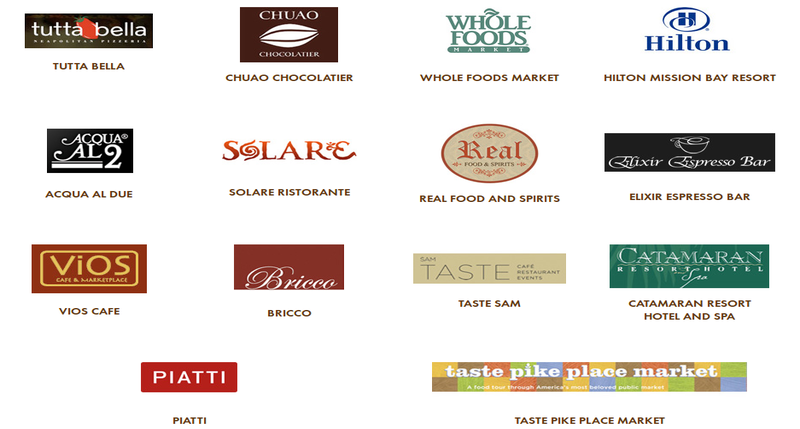 tutta bella
NEAPOLITAN PIZZERIA
TUTTA BELLA
CHUAO
CHOCOLATIER
CHUAO CHOCOLATIER
WHOLE
FOODS
MARKET
WHOLE FOODS MARKET
Hilton
HILTON MISSION BAY RESORT
ACQUA®
AL 2
ACQUA AL DUE
SOLARE
SOLARE RISTORANTE
Real
FOOD & SPIRITS
REAL FOOD AND SPIRITS
Elixir Espresso Bar
ELIXIR ESPRESSO BAR
ViOS
CAFE & MARKETPLACE
VIOS CAFE
Bricco
BRICCO
SAM
TASTE
CAFÉ
RESTAURANT
EVENTS
TASTE SAM
CATAMARAN
RESORT HOTEL
Spa
CATAMARAN RESORT
HOTEL AND SPA
PIATTI
PIATTI
taste pike place market
A food tour through America's most beloved public market
TASTE PIKE PLACE MARKET